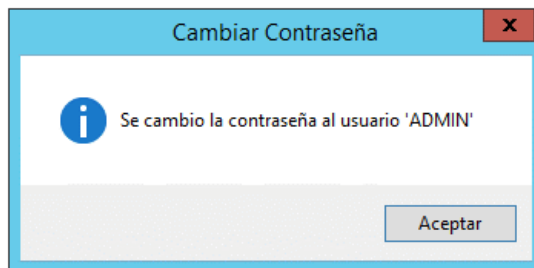 Cambiar Contraseña
x
Se cambio la contraseña al usuario 'ADMIN'
Aceptar